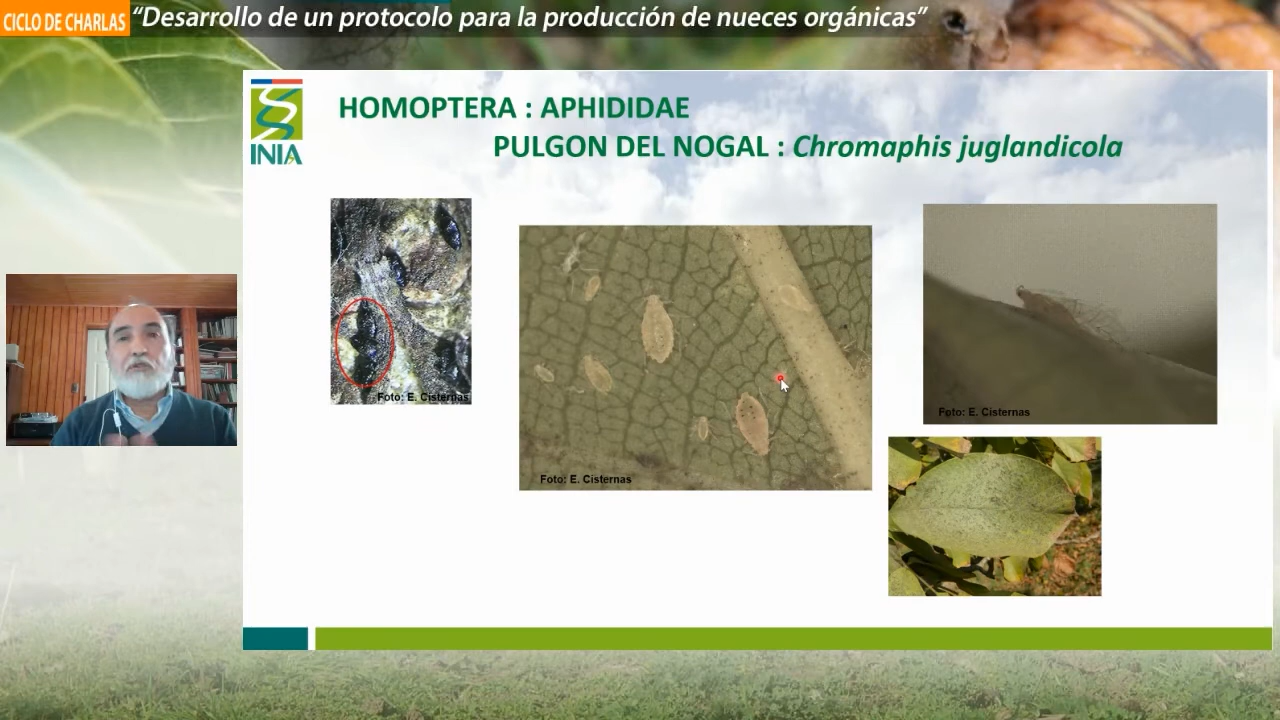 CICLO DE CHARLAS
“Desarrollo de un protocolo para la producción de nueces orgánicas”
INIA
HOMOPTERA : APHIDIDAE
PULGON DEL NOGAL : Chromaphis juglandicola
Foto: E. Cisternas
Foto: E. Cisternas
Foto: E. Cisternas